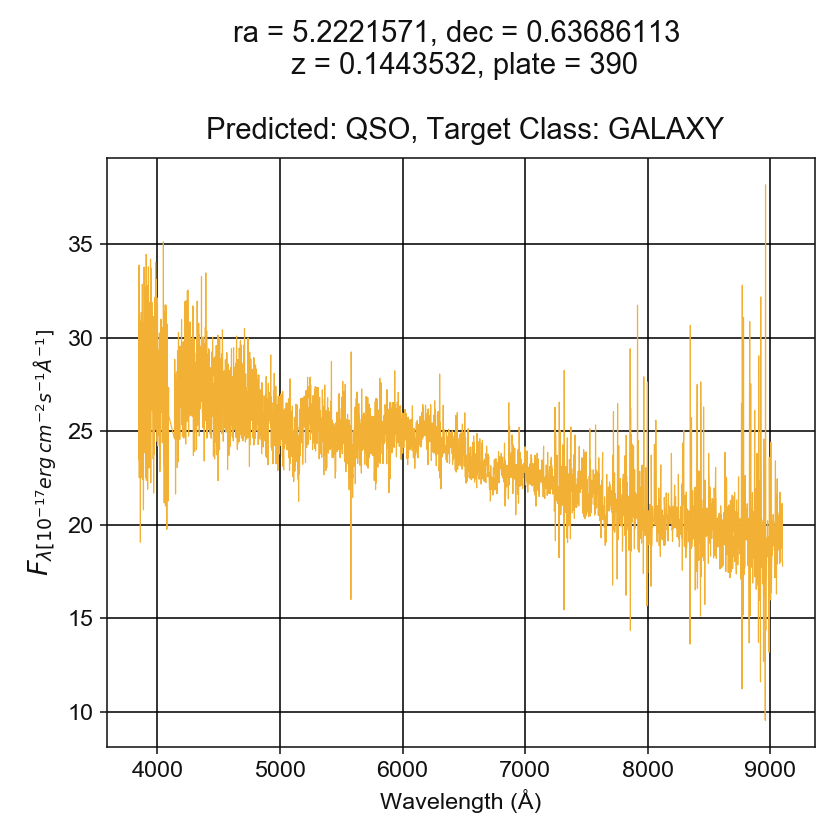 ra = 5.2221571, dec = 0.63686113
z = 0.1443532, plate = 390
Predicted: QSO, Target Class: GALAXY
35
30
25
20
15
10
F_{λ[10^{-17} erg cm^{-2} s^{-1} Å^{-1}]}
4000 5000 6000 7000 8000 9000
Wavelength (Å)